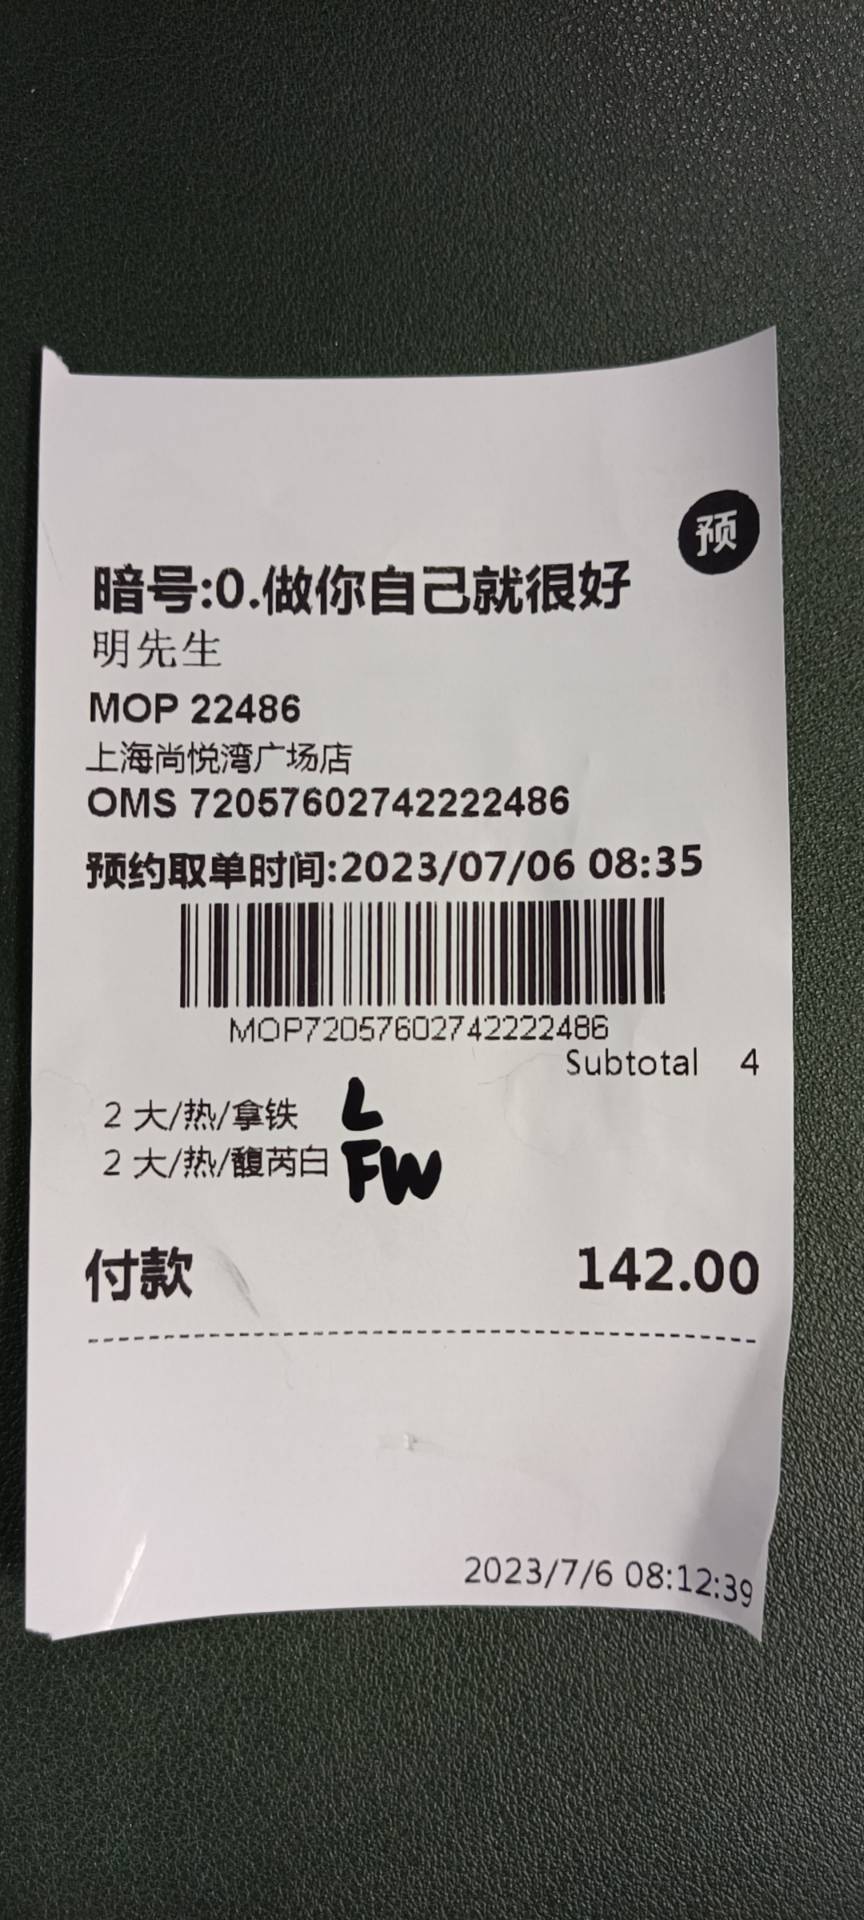 预
暗号:0.做你自己就很好
明先生
MOP 22486
上海尚悦湾广场店
OMS 72057602742222486
预约取单时间:2023/07/06 08:35
MOP72057602742222486
Subtotal 4
2 大/热/拿铁 L
2 大/热/馥芮白 FW
付款 142.00
2023/7/6 08:12:39